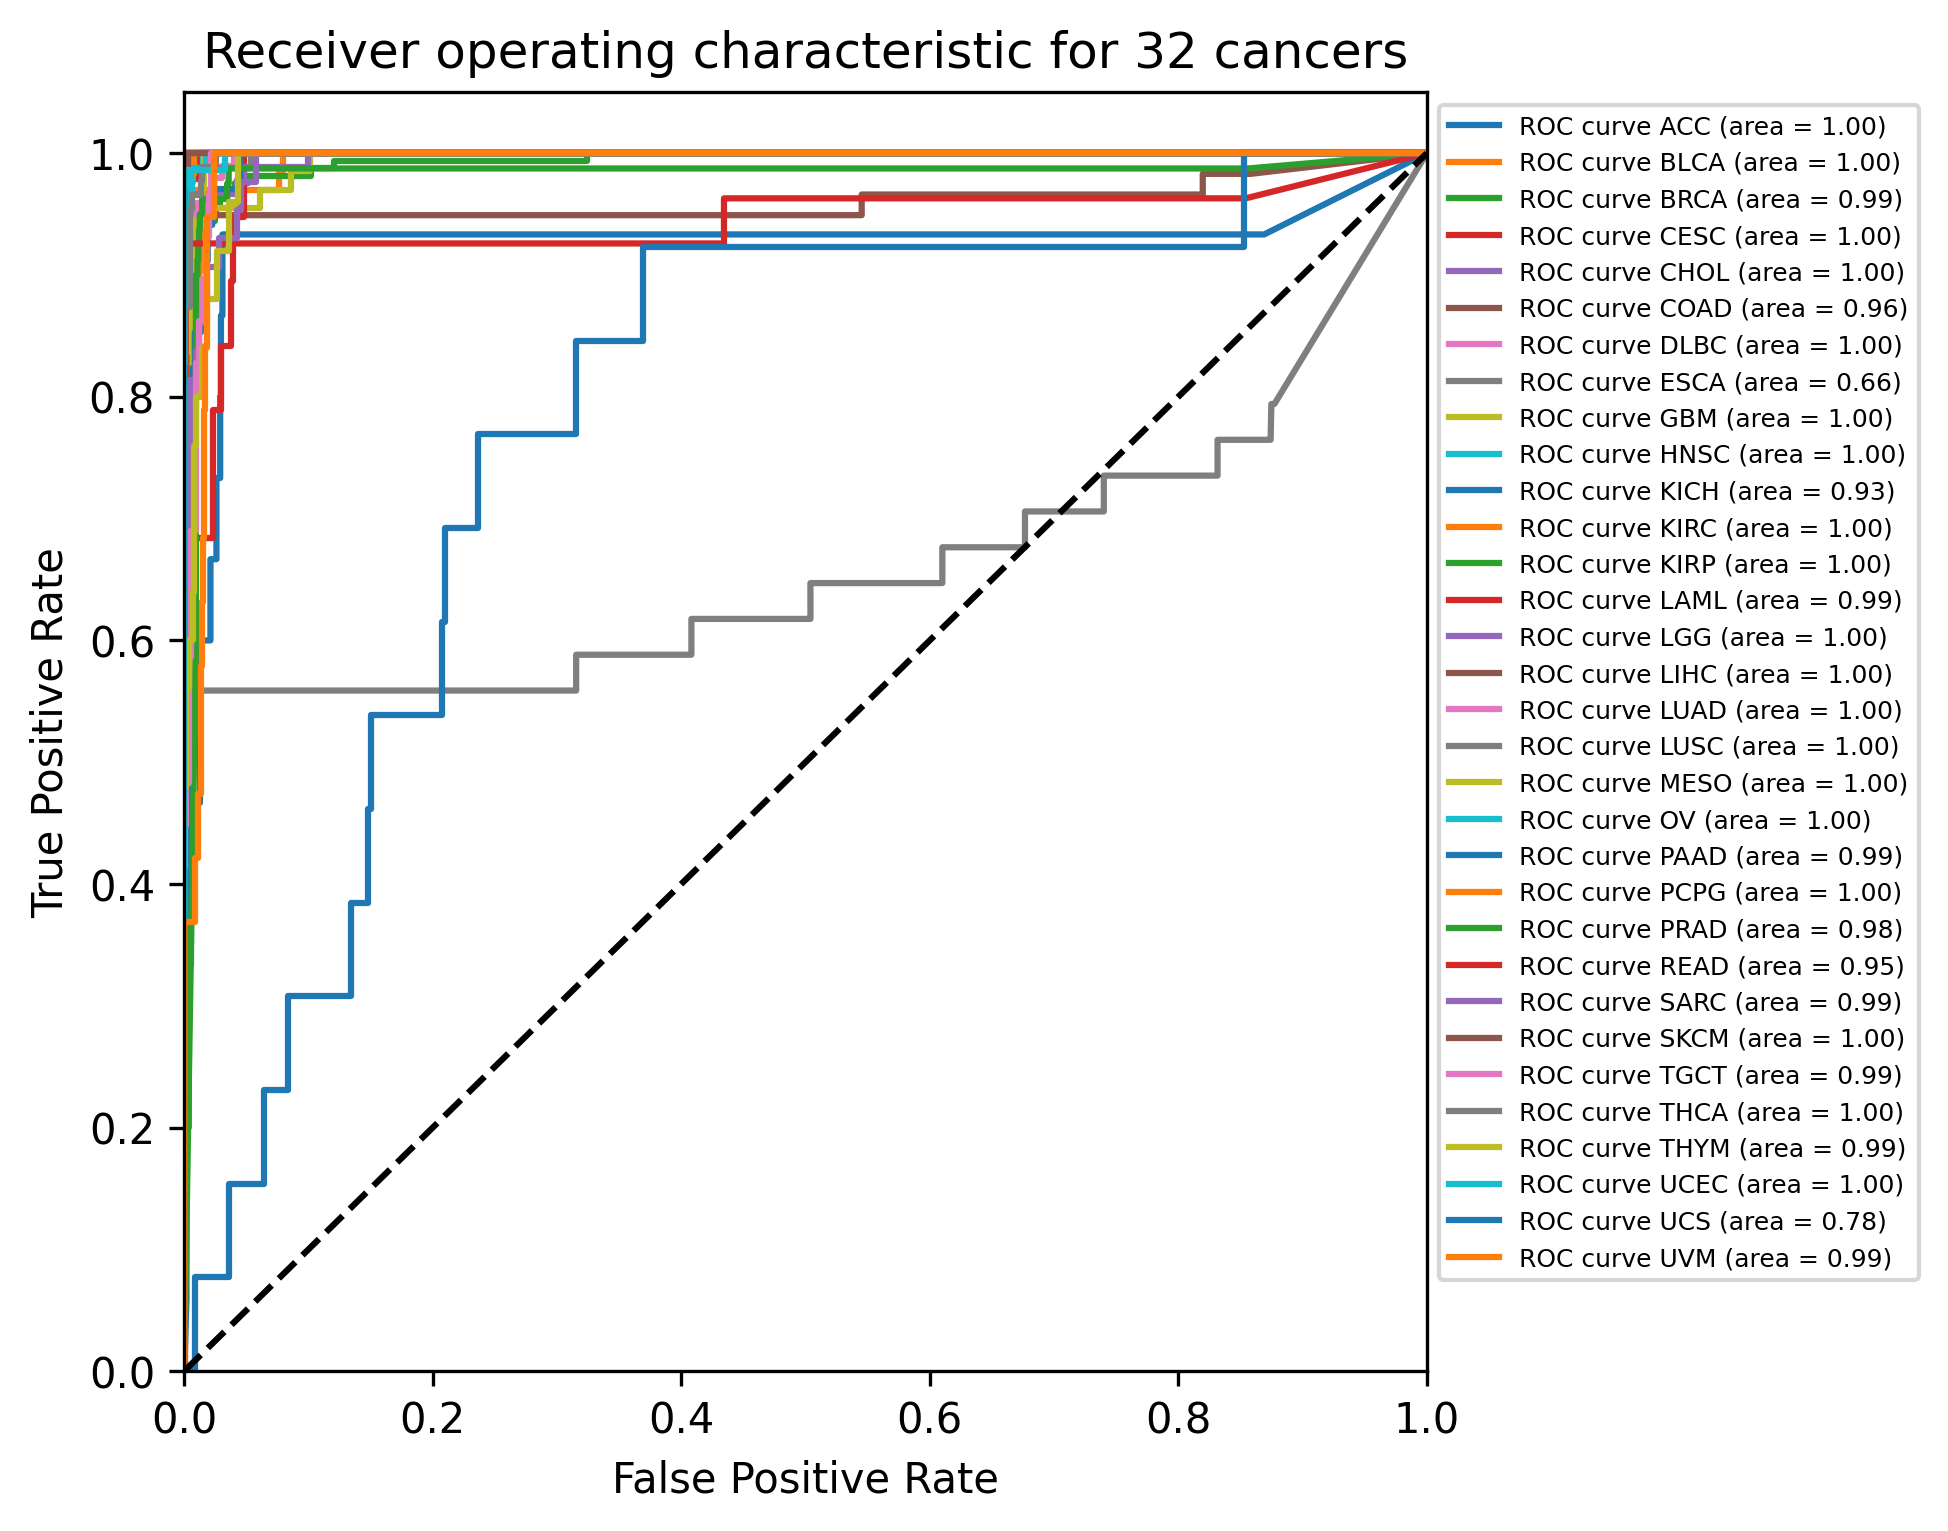 Receiver operating characteristic for 32 cancers
1.0
0.8
0.6
0.4
0.2
0.0
True Positive Rate
0.0 0.2 0.4 0.6 0.8 1.0
False Positive Rate
ROC curve ACC (area = 1.00)
ROC curve BLCA (area = 1.00)
ROC curve BRCA (area = 0.99)
ROC curve CESC (area = 1.00)
ROC curve CHOL (area = 1.00)
ROC curve COAD (area = 0.96)
ROC curve DLBC (area = 1.00)
ROC curve ESCA (area = 0.66)
ROC curve GBM (area = 1.00)
ROC curve HNSC (area = 1.00)
ROC curve KICH (area = 0.93)
ROC curve KIRC (area = 1.00)
ROC curve KIRP (area = 1.00)
ROC curve LAML (area = 0.99)
ROC curve LGG (area = 1.00)
ROC curve LIHC (area = 1.00)
ROC curve LUAD (area = 1.00)
ROC curve LUSC (area = 1.00)
ROC curve MESO (area = 1.00)
ROC curve OV (area = 1.00)
ROC curve PAAD (area = 0.99)
ROC curve PCPG (area = 1.00)
ROC curve PRAD (area = 0.98)
ROC curve READ (area = 0.95)
ROC curve SARC (area = 0.99)
ROC curve SKCM (area = 1.00)
ROC curve TGCT (area = 0.99)
ROC curve THCA (area = 1.00)
ROC curve THYM (area = 0.99)
ROC curve UCEC (area = 1.00)
ROC curve UCS (area = 0.78)
ROC curve UVM (area = 0.99)